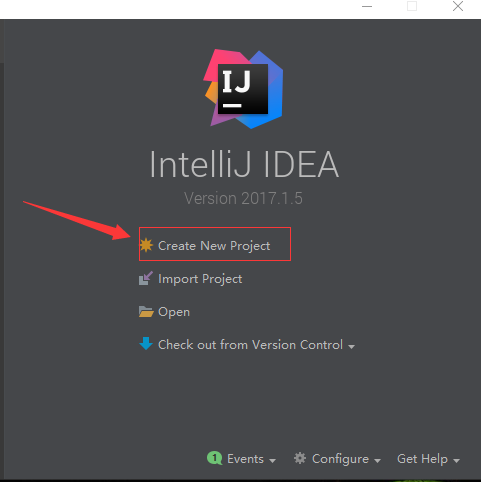 IJ
IntelliJ IDEA
Version 2017.1.5
Create New Project
Import Project
Open
Check out from Version Control
1 Events Configure Get Help